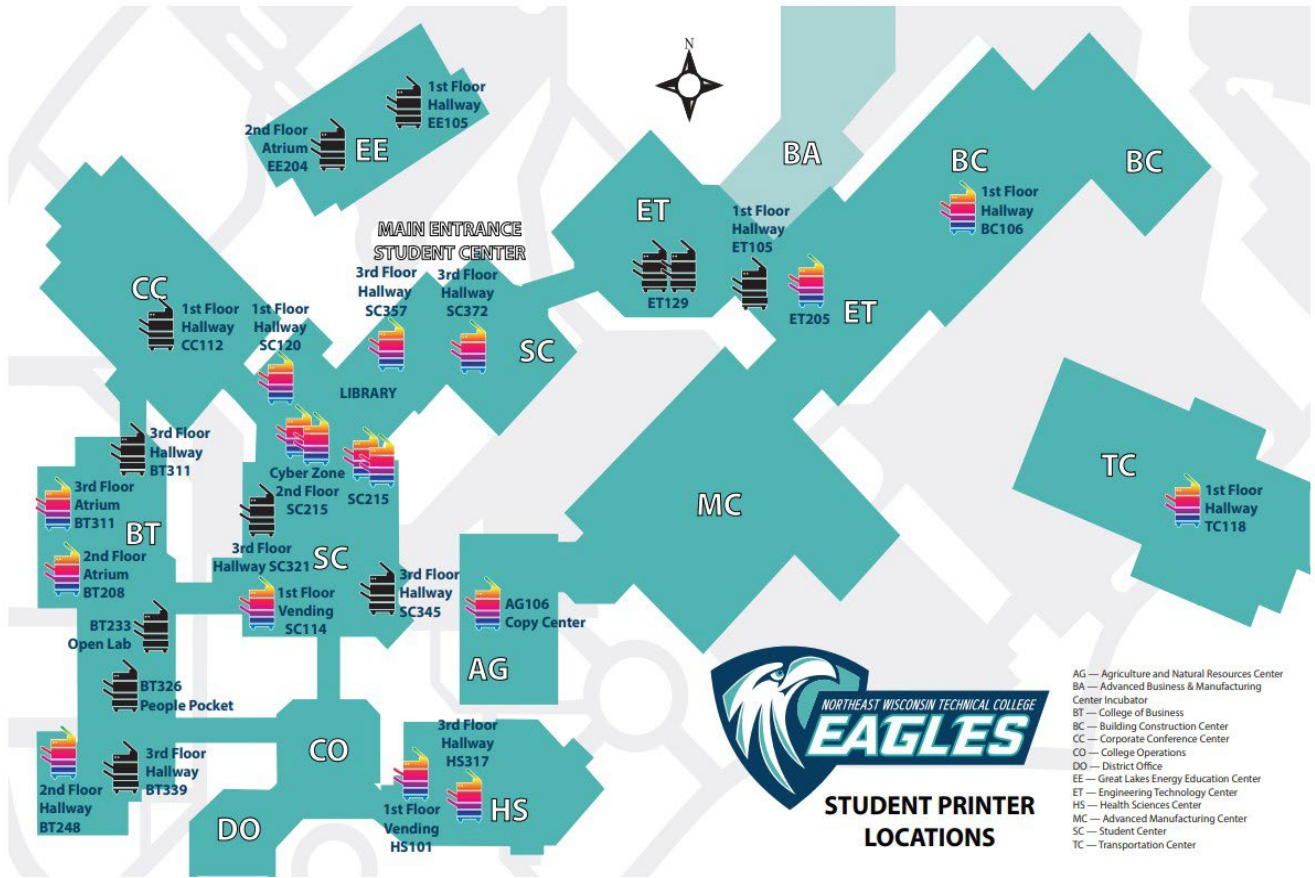 N
1st Floor
Hallway
EE105
2nd Floor
Atrium
EE204
EE
BA
BC
BC
1st Floor
Hallway
BC106
ET
1st Floor
Hallway
ET105
ET129
ET205
ET
MAIN ENTRANCE
STUDENT CENTER
3rd Floor
Hallway
SC357
3rd Floor
Hallway
SC372
SC
CC
1st Floor
Hallway
CC112
1st Floor
Hallway
SC120
LIBRARY
3rd Floor
Hallway
BT311
Cyber Zone
2nd Floor
SC215
SC215
3rd Floor
Atrium
BT311
BT
2nd Floor
Atrium
BT208
3rd Floor
Hallway SC321
SC
1st Floor
Vending
SC114
3rd Floor
Hallway
SC345
MC
TC
1st Floor
Hallway
TC118
AG106
Copy Center
AG
BT233
Open Lab
BT326
People Pocket
2nd Floor
Hallway
BT248
3rd Floor
Hallway
BT339
CO
DO
3rd Floor
Hallway
HS317
1st Floor
Vending
HS101
HS
NORTHEAST WISCONSIN TECHNICAL COLLEGE
EAGLES
STUDENT PRINTER
LOCATIONS
AG — Agriculture and Natural Resources Center
BA — Advanced Business & Manufacturing
Center Incubator
BT — College of Business
BC — Building Construction Center
CC — Corporate Conference Center
CO — College Operations
DO — District Office
EE — Great Lakes Energy Education Center
ET — Engineering Technology Center
HS — Health Sciences Center
MC — Advanced Manufacturing Center
SC — Student Center
TC — Transportation Center